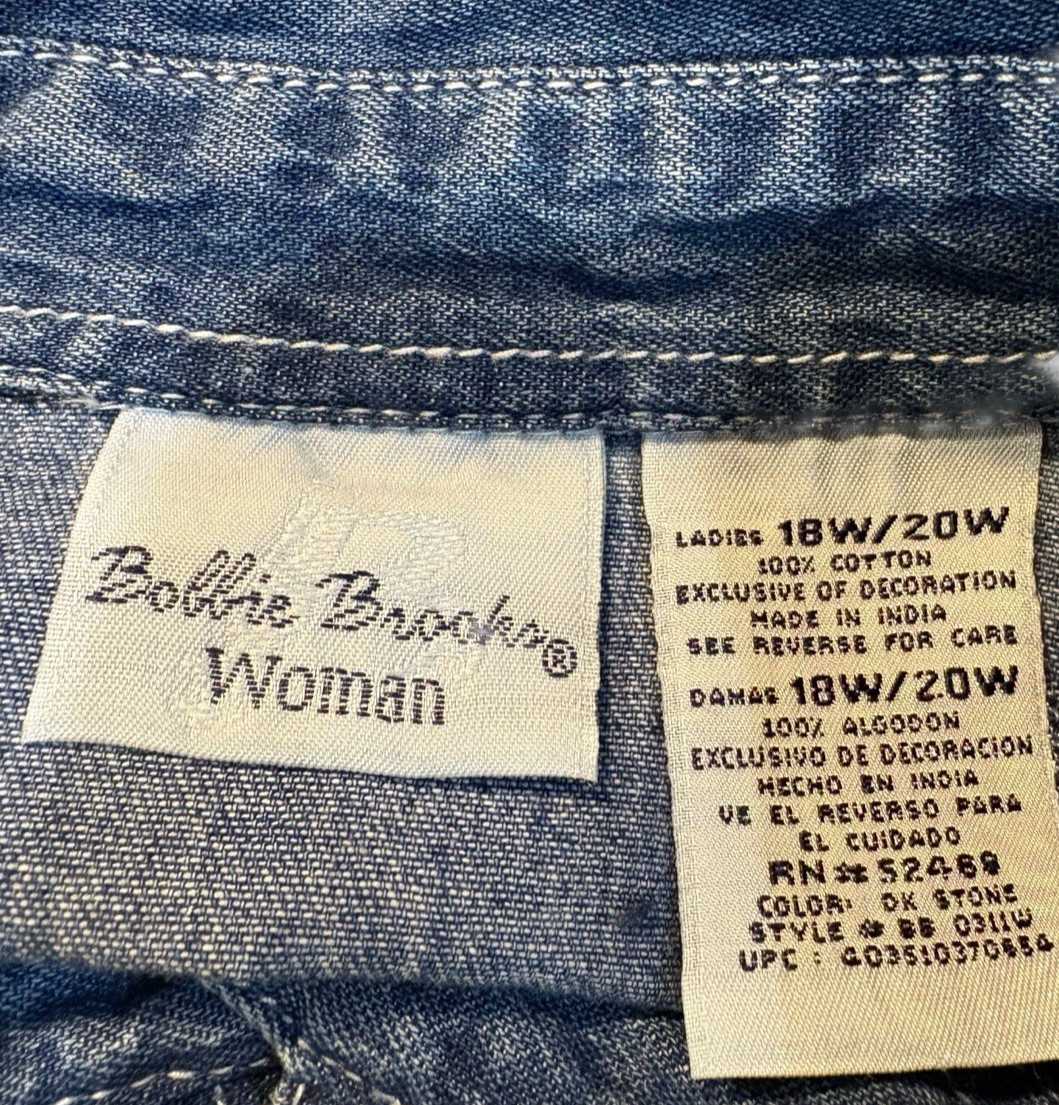 Bobbie Brooks®
Woman
LADIES 18W/20W
100% COTTON
EXCLUSIVE OF DECORATION
MADE IN INDIA
SEE REVERSE FOR CARE
DAMAS 18W/20W
100% ALGODON
EXCLUSIVO DE DECORACION
HECHO EN INDIA
VE EL REVERSO PARA
EL CUIDADO
RN# 52469
COLOR: DK STONE
STYLE # BB 0311W
UPC :